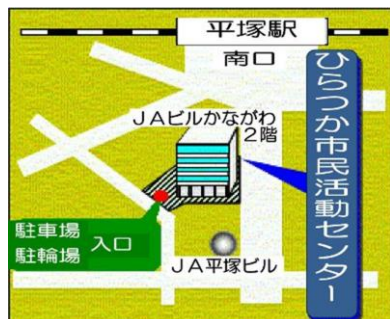 平塚駅
南口
JAビルかながわ
2階
ひらつか市民活動センター
駐車場
駐輪場
入口
JA平塚ビル